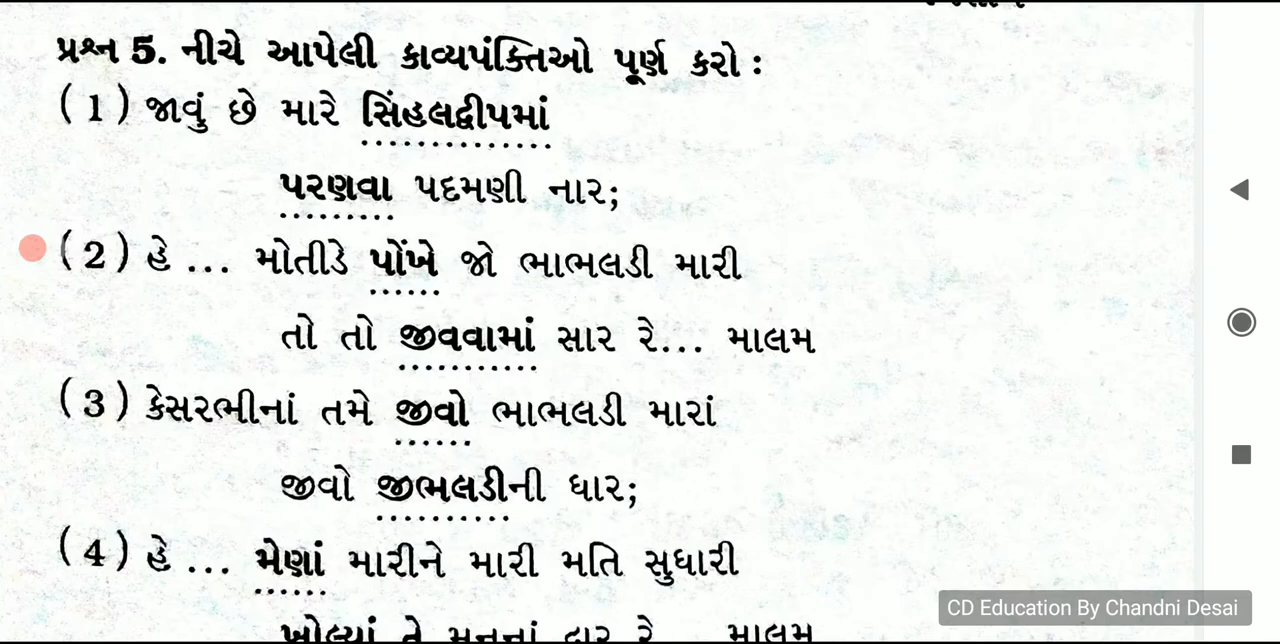 પ્રશ્ન 5. નીચે આપેલી કાવ્યપંક્તિઓ પૂર્ણ કરો :
(1) જાવું છે મારે સિંહલદ્વીપમાં
પરણવા પદમણી નાર;
(2) હે ... મોતીડે પોંખે જો ભાભલડી મારી
તો તો જીવવામાં સાર રે... માલમ
(3) કેસરભીનાં તમે જીવો ભાભલડી મારાં
જીવો જીભલડીની ધાર;
(4) હે ... મેણાં મારીને મારી મતિ સુધારી
ખોલ્યાં તે મનનાં દ્વાર રે... માલમ
CD Education By Chandni Desai